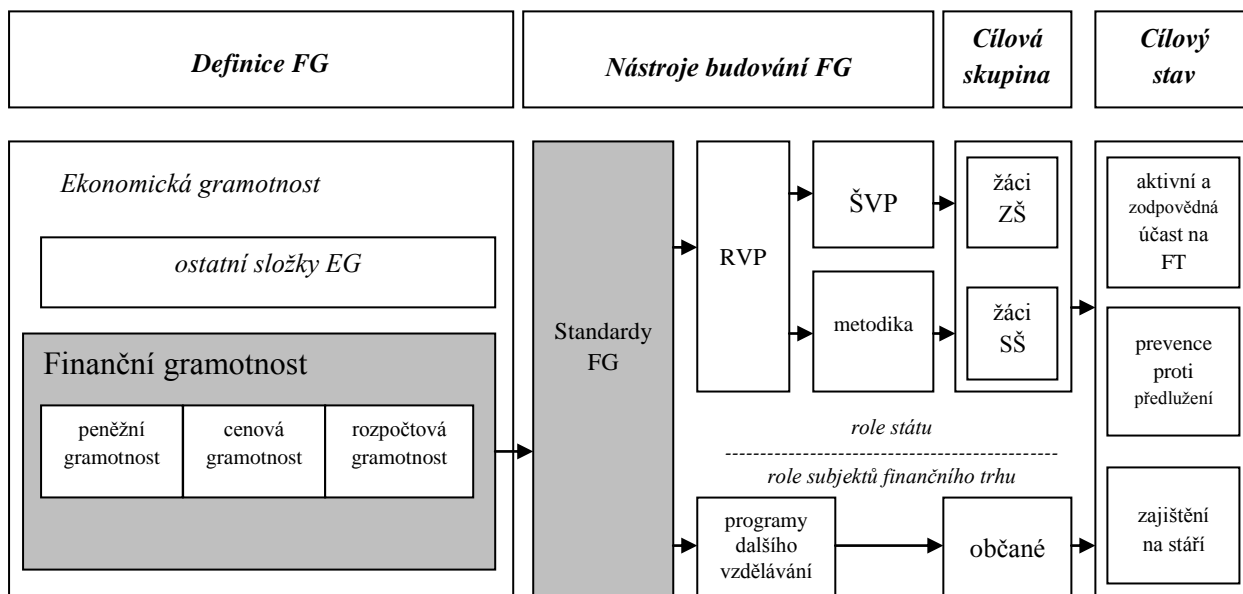 Definice FG
Nástroje budování FG
Cílová
skupina
Cílový
stav
Ekonomická gramotnost
ostatní složky EG
Finanční gramotnost
peněžní
gramotnost
cenová
gramotnost
rozpočtová
gramotnost
Standardy
FG
RVP
ŠVP
metodika
žáci
ZŠ
žáci
SŠ
role státu
role subjektů finančního trhu
programy
dalšího
vzdělávání
občané
aktivní a
zodpovědná
účast na
FT
prevence
proti
předlužení
zajištění
na stáří